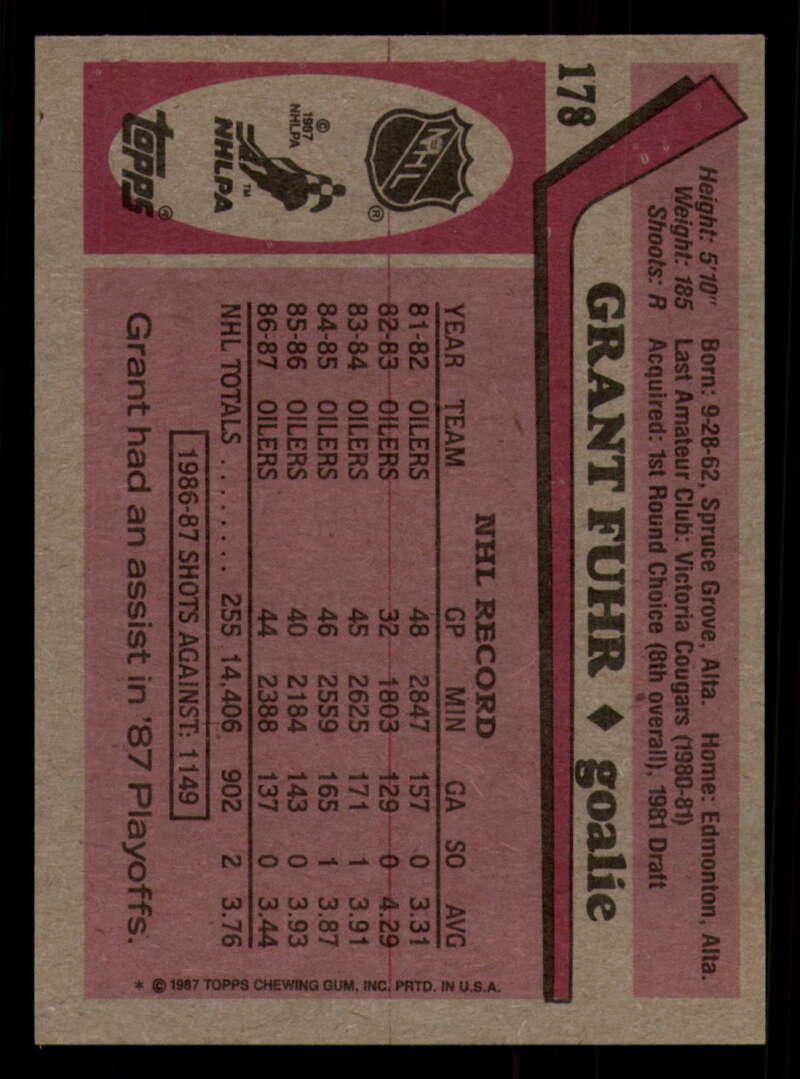 178
Height: 5'10" Born: 9-28-62, Spruce Grove, Alta. Home: Edmonton, Alta.
Weight: 185 Last Amateur Club: Victoria Cougars (1980-81)
Shoots: R Acquired: 1st Round Choice (8th overall), 1981 Draft
GRANT FUHR ♦ goalie
NHL ®
© 1987 NHLPA
NHLPA ™
TOPPS ®
NHL RECORD
YEAR TEAM GP MIN GA SO AVG
81-82 OILERS 48 2847 157 0 3.31
82-83 OILERS 32 1803 129 0 4.29
83-84 OILERS 45 2625 171 1 3.91
84-85 OILERS 46 2559 165 1 3.87
85-86 OILERS 40 2184 143 0 3.93
86-87 OILERS 44 2388 137 0 3.44
NHL TOTALS ......... 255 14,406 902 2 3.76
1986-87 SHOTS AGAINST: 1149
Grant had an assist in '87 Playoffs.
* © 1987 TOPPS CHEWING GUM, INC. PRTD. IN U.S.A.